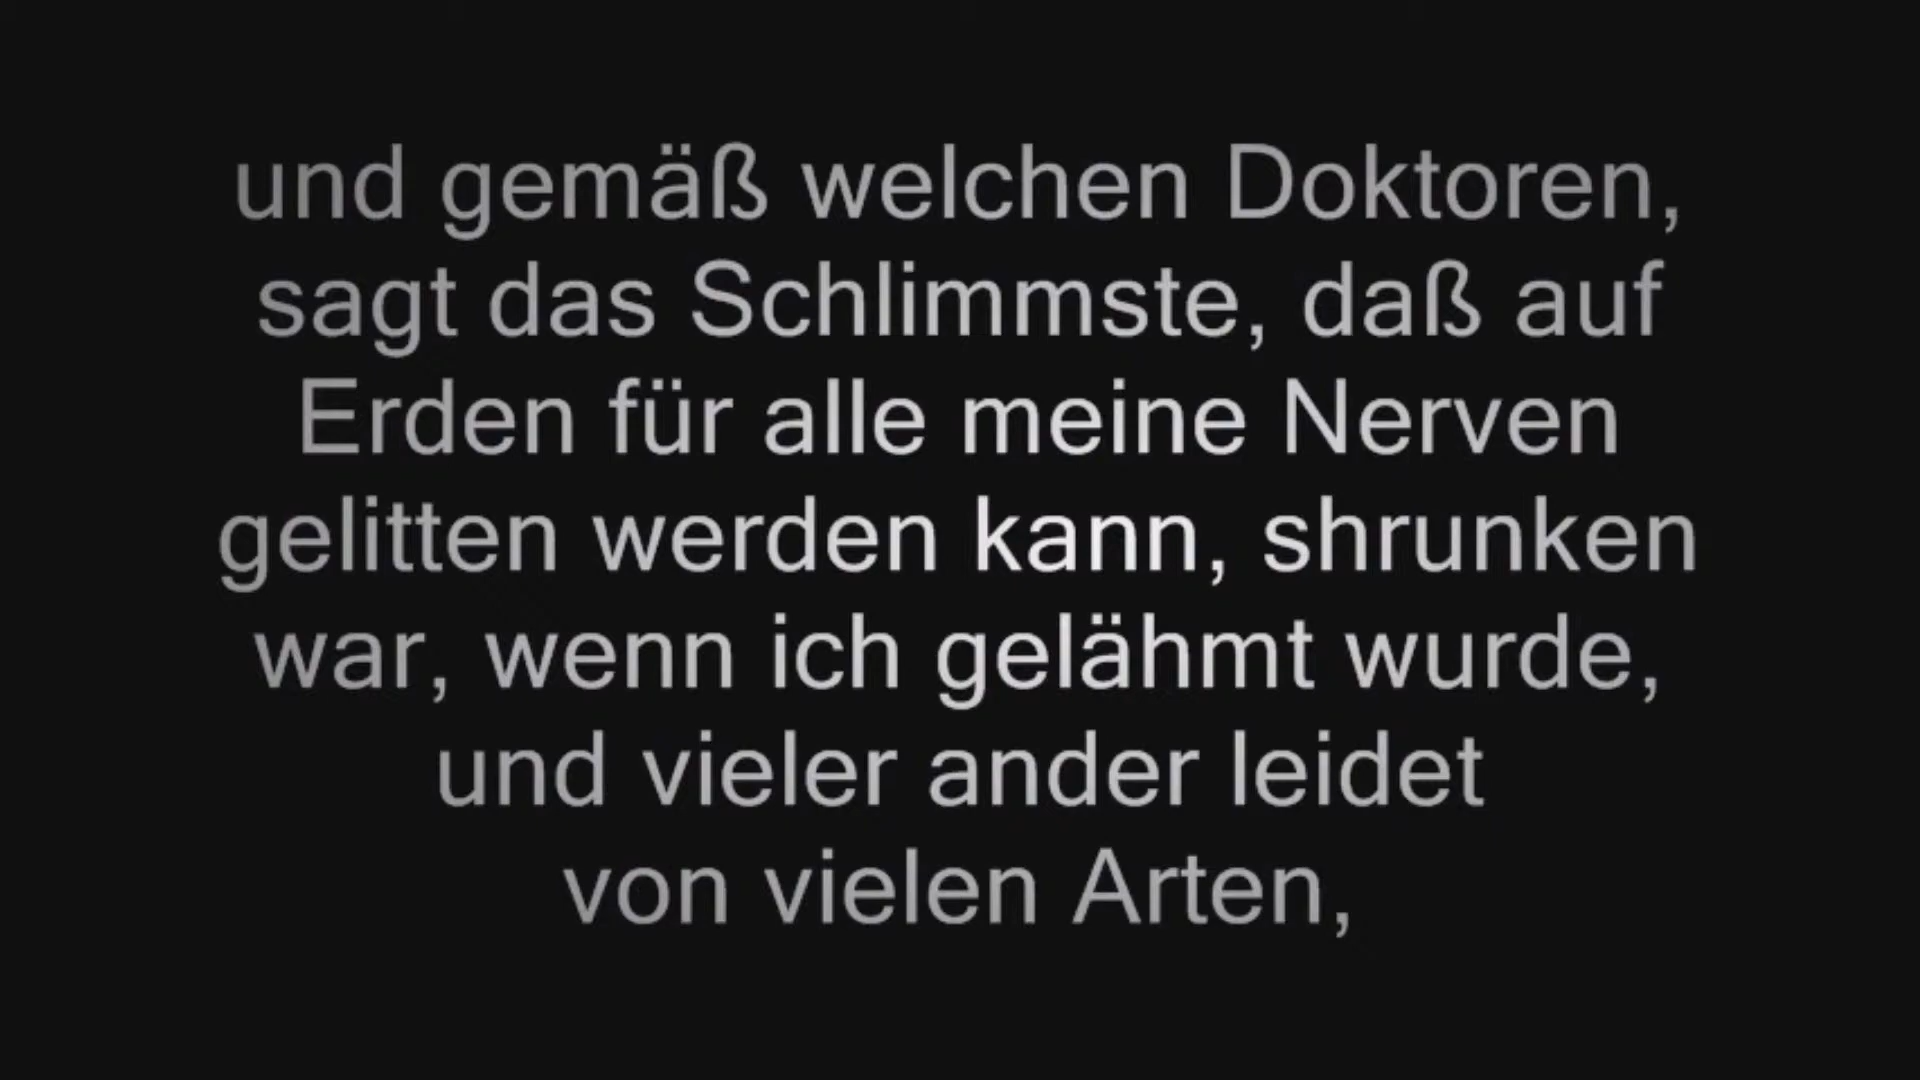 und gemäß welchen Doktoren,
sagt das Schlimmste, daß auf
Erden für alle meine Nerven
gelitten werden kann, shrunken
war, wenn ich gelähmt wurde,
und vieler ander leidet
von vielen Arten,